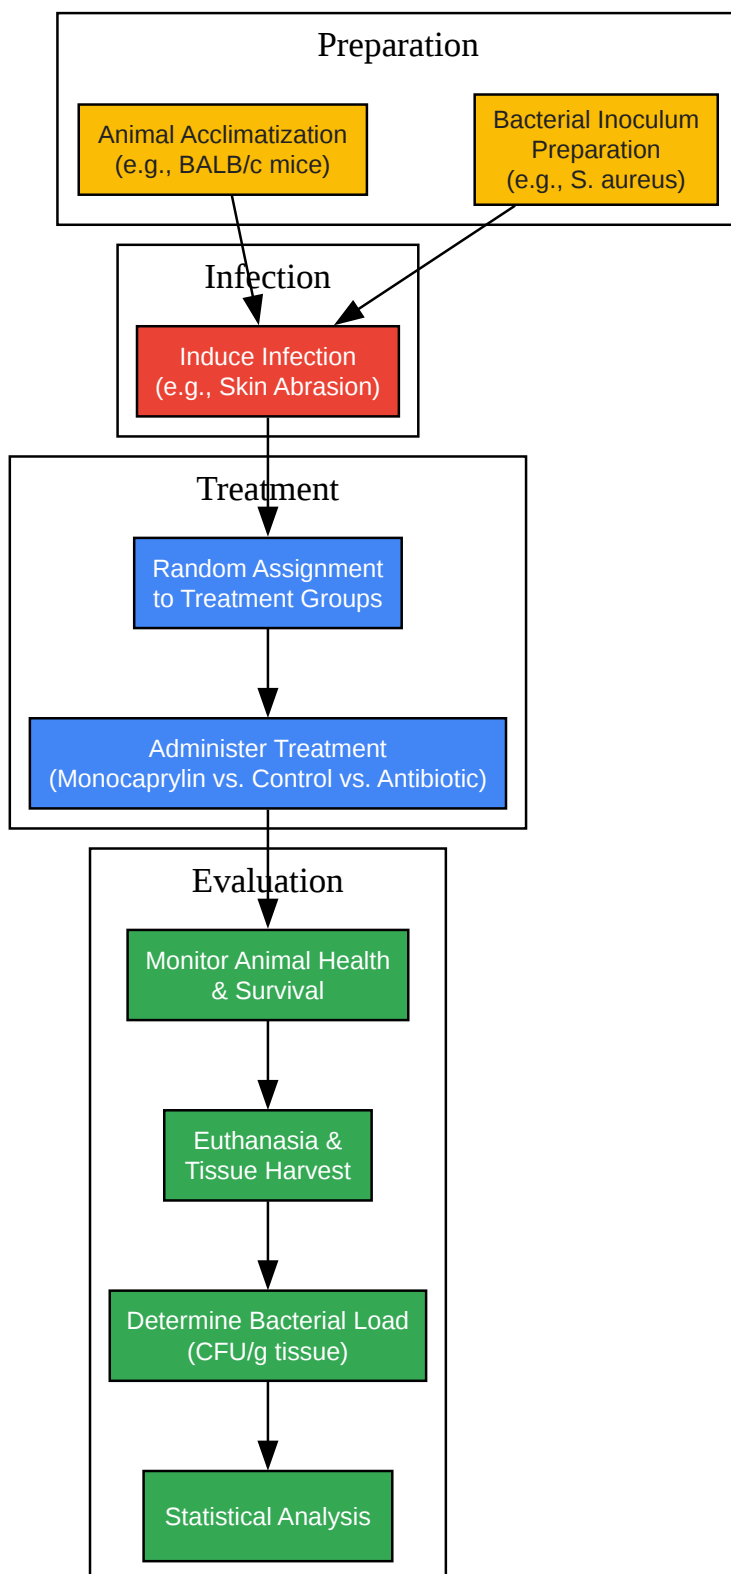 Preparation
Animal Acclimatization
(e.g., BALB/c mice)
Bacterial Inoculum
Preparation
(e.g., S. aureus)
Infection
Induce Infection
(e.g., Skin Abrasion)
Treatment
Random Assignment
to Treatment Groups
Administer Treatment
(Monocaprylin vs. Control vs. Antibiotic)
Evaluation
Monitor Animal Health
& Survival
Euthanasia &
Tissue Harvest
Determine Bacterial Load
(CFU/g tissue)
Statistical Analysis